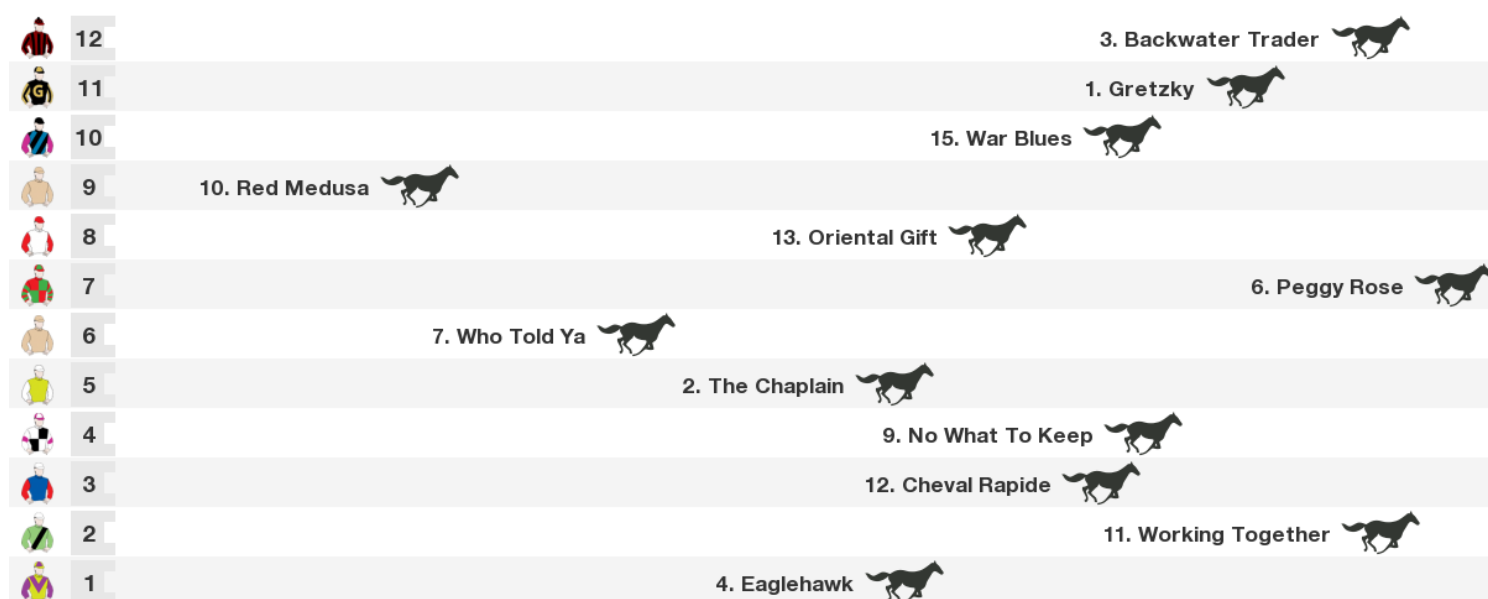 12 3. Backwater Trader
G 11 1. Gretzky
10 15. War Blues
9 10. Red Medusa
8 13. Oriental Gift
7 6. Peggy Rose
6 7. Who Told Ya
5 2. The Chaplain
4 9. No What To Keep
3 12. Cheval Rapide
2 11. Working Together
1 4. Eaglehawk